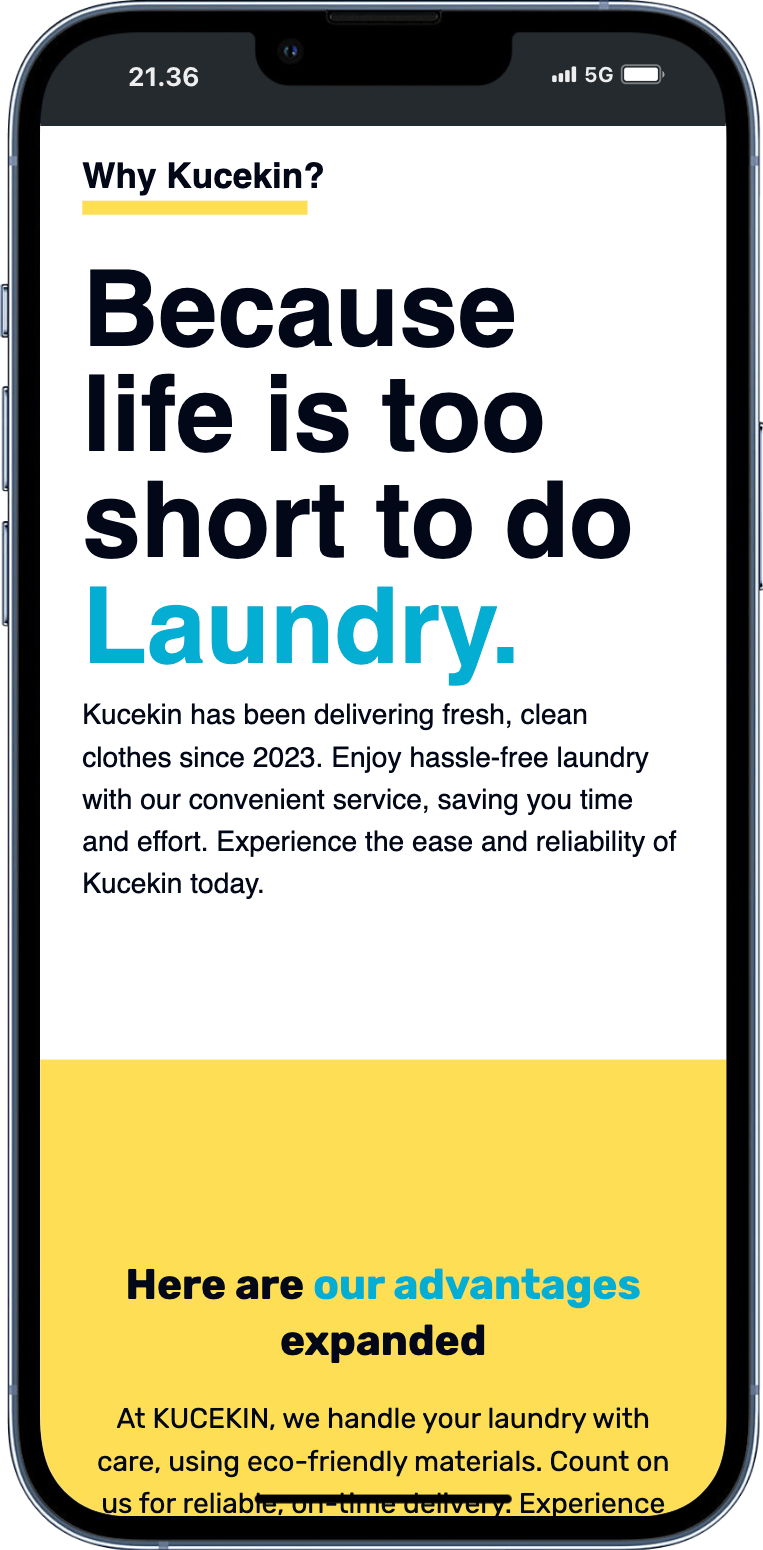 21.36 5G
Why Kucekin?
Because
life is too
short to do
Laundry.
Kucekin has been delivering fresh, clean
clothes since 2023. Enjoy hassle-free laundry
with our convenient service, saving you time
and effort. Experience the ease and reliability of
Kucekin today.
Here are our advantages
expanded
At KUCEKIN, we handle your laundry with
care, using eco-friendly materials. Count on
us for reliable, on-time delivery. Experience